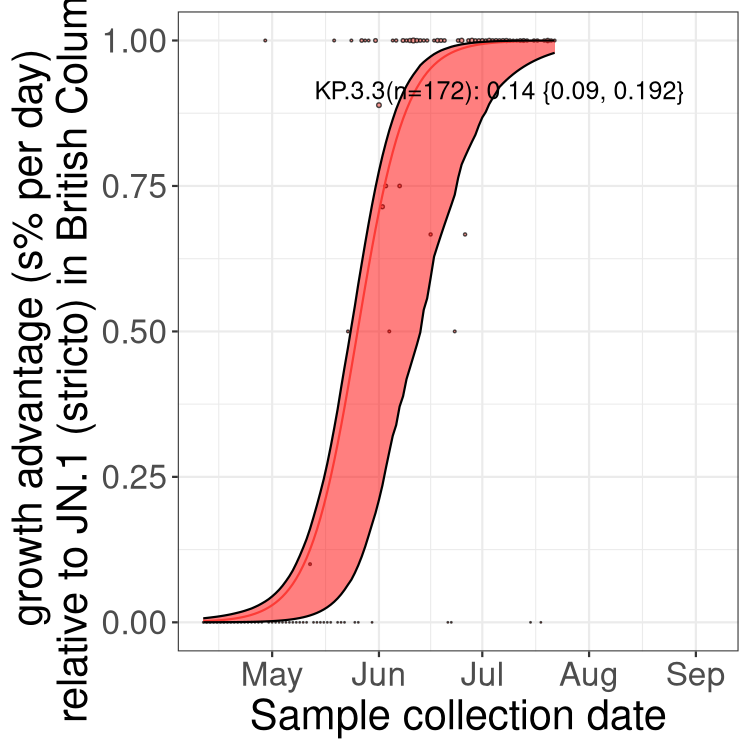 growth advantage (s% per day)
relative to JN.1 (stricto) in British Colum
1.00
0.75
0.50
0.25
0.00
KP.3.3(n=172): 0.14 {0.09, 0.192}
May Jun Jul Aug Sep
Sample collection date